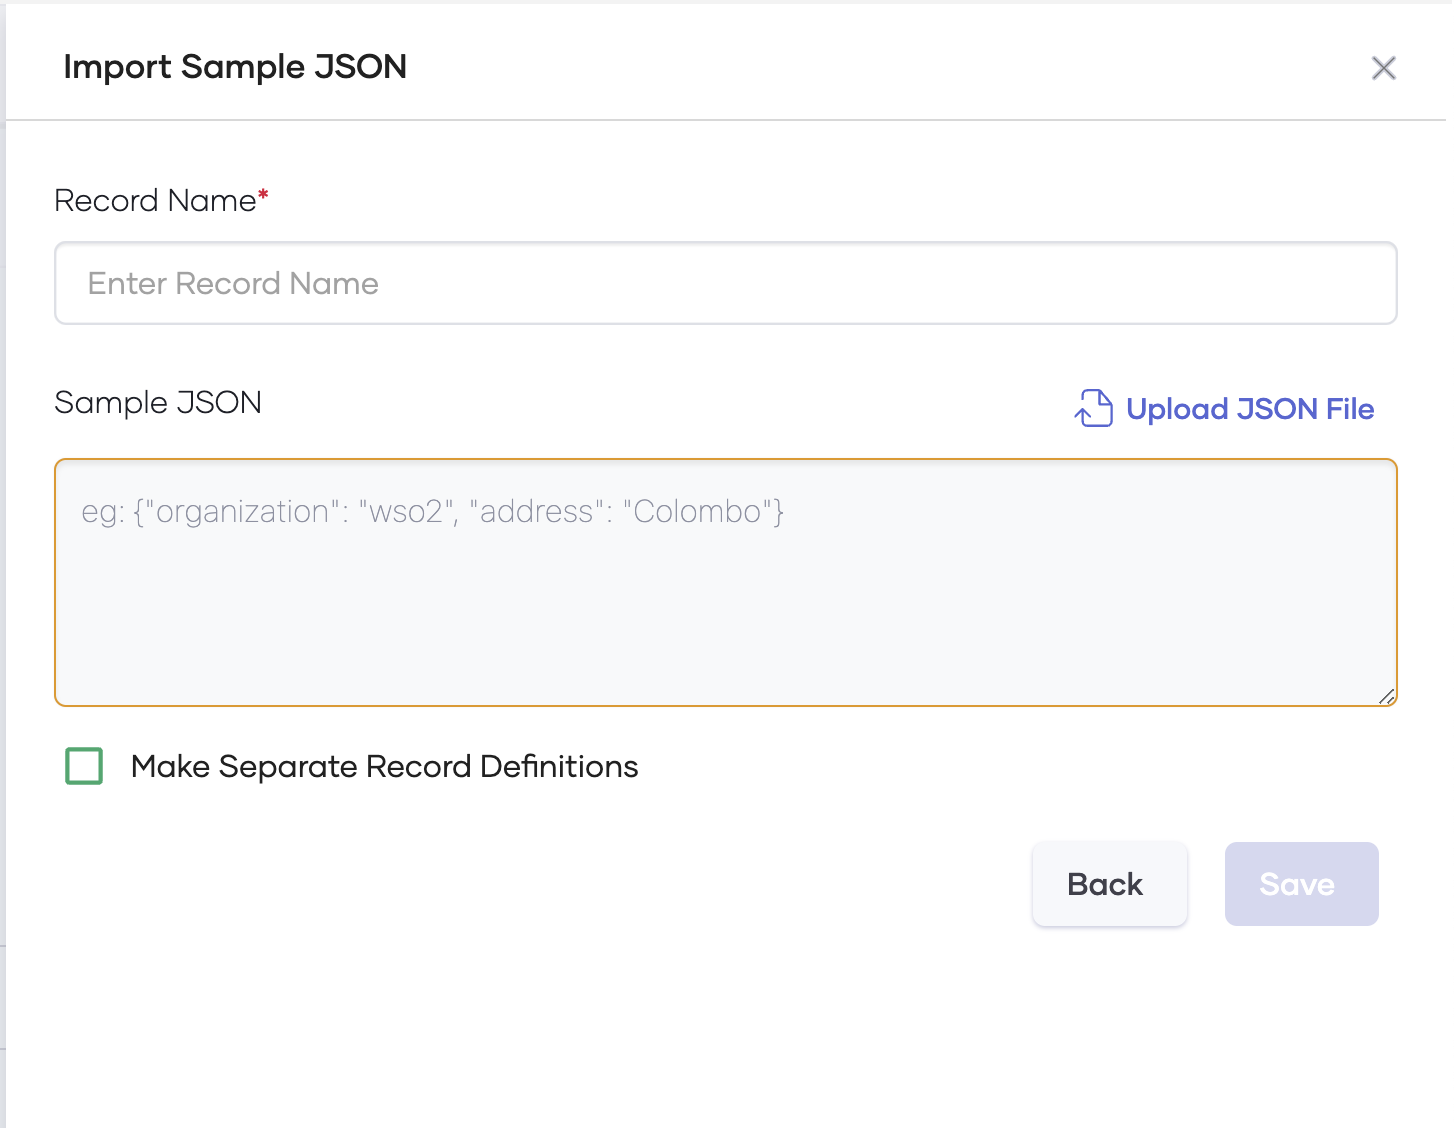 Import Sample JSON
Record Name*
Enter Record Name
Sample JSON
Upload JSON File
eg: {"organization": "wso2", "address": "Colombo"}
Make Separate Record Definitions
Back
Save